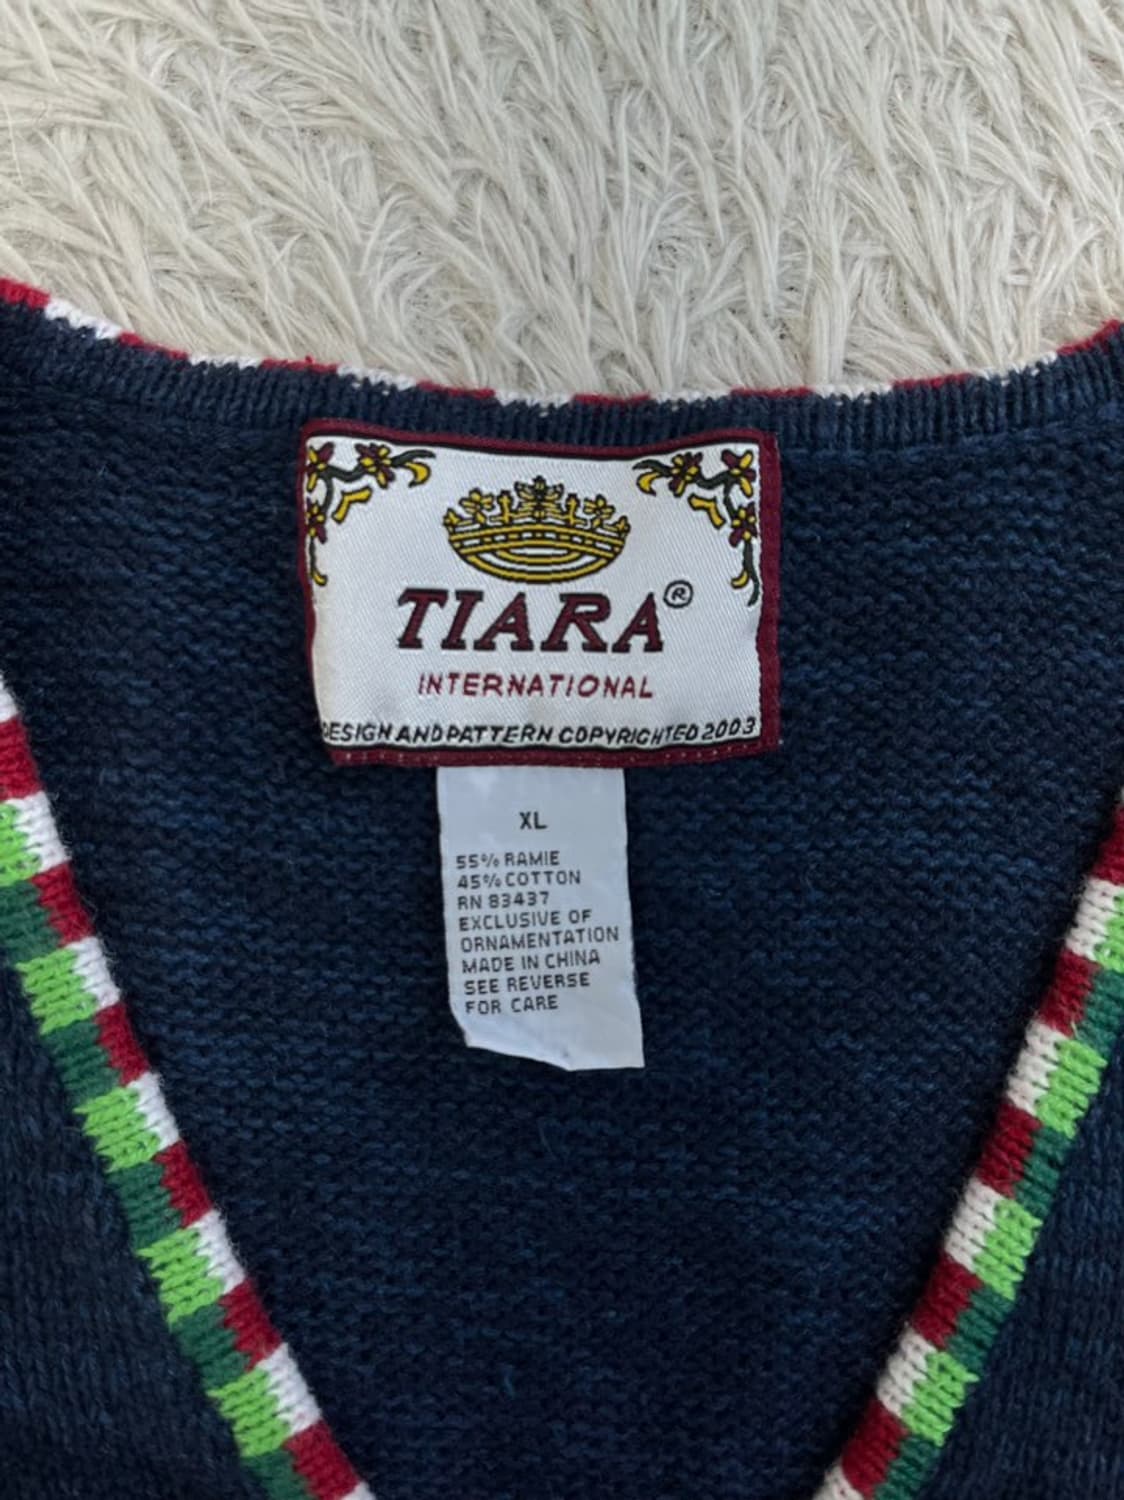 TIARA®
INTERNATIONAL
DESIGN AND PATTERN COPYRIGHTED 2003
XL
55% RAMIE
45% COTTON
RN 83437
EXCLUSIVE OF
ORNAMENTATION
MADE IN CHINA
SEE REVERSE
FOR CARE